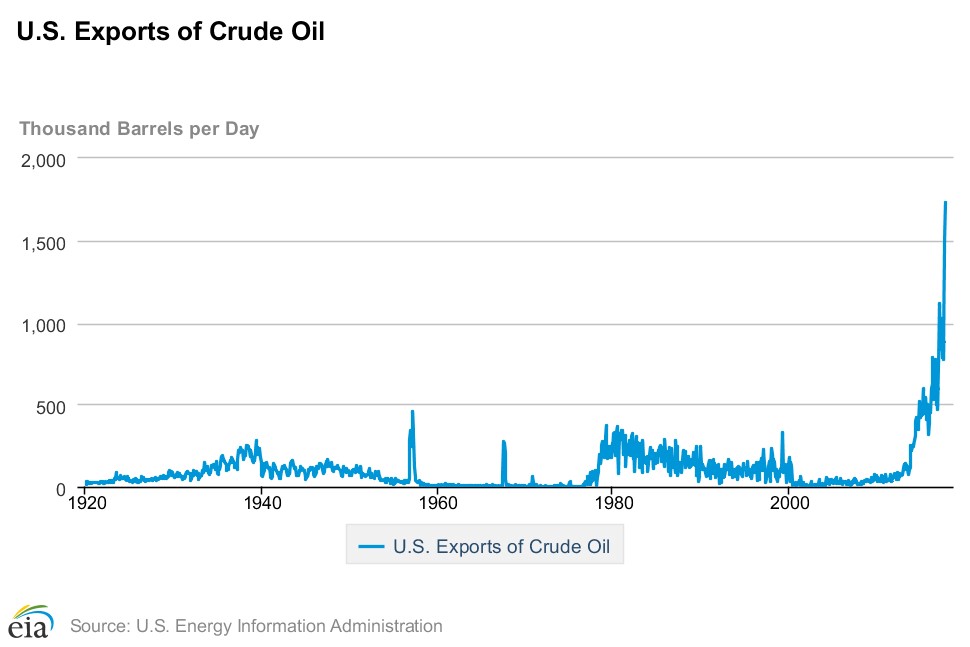 U.S. Exports of Crude Oil
Thousand Barrels per Day
2,000
1,500
1,000
500
0
1920 1940 1960 1980 2000
U.S. Exports of Crude Oil
eia Source: U.S. Energy Information Administration